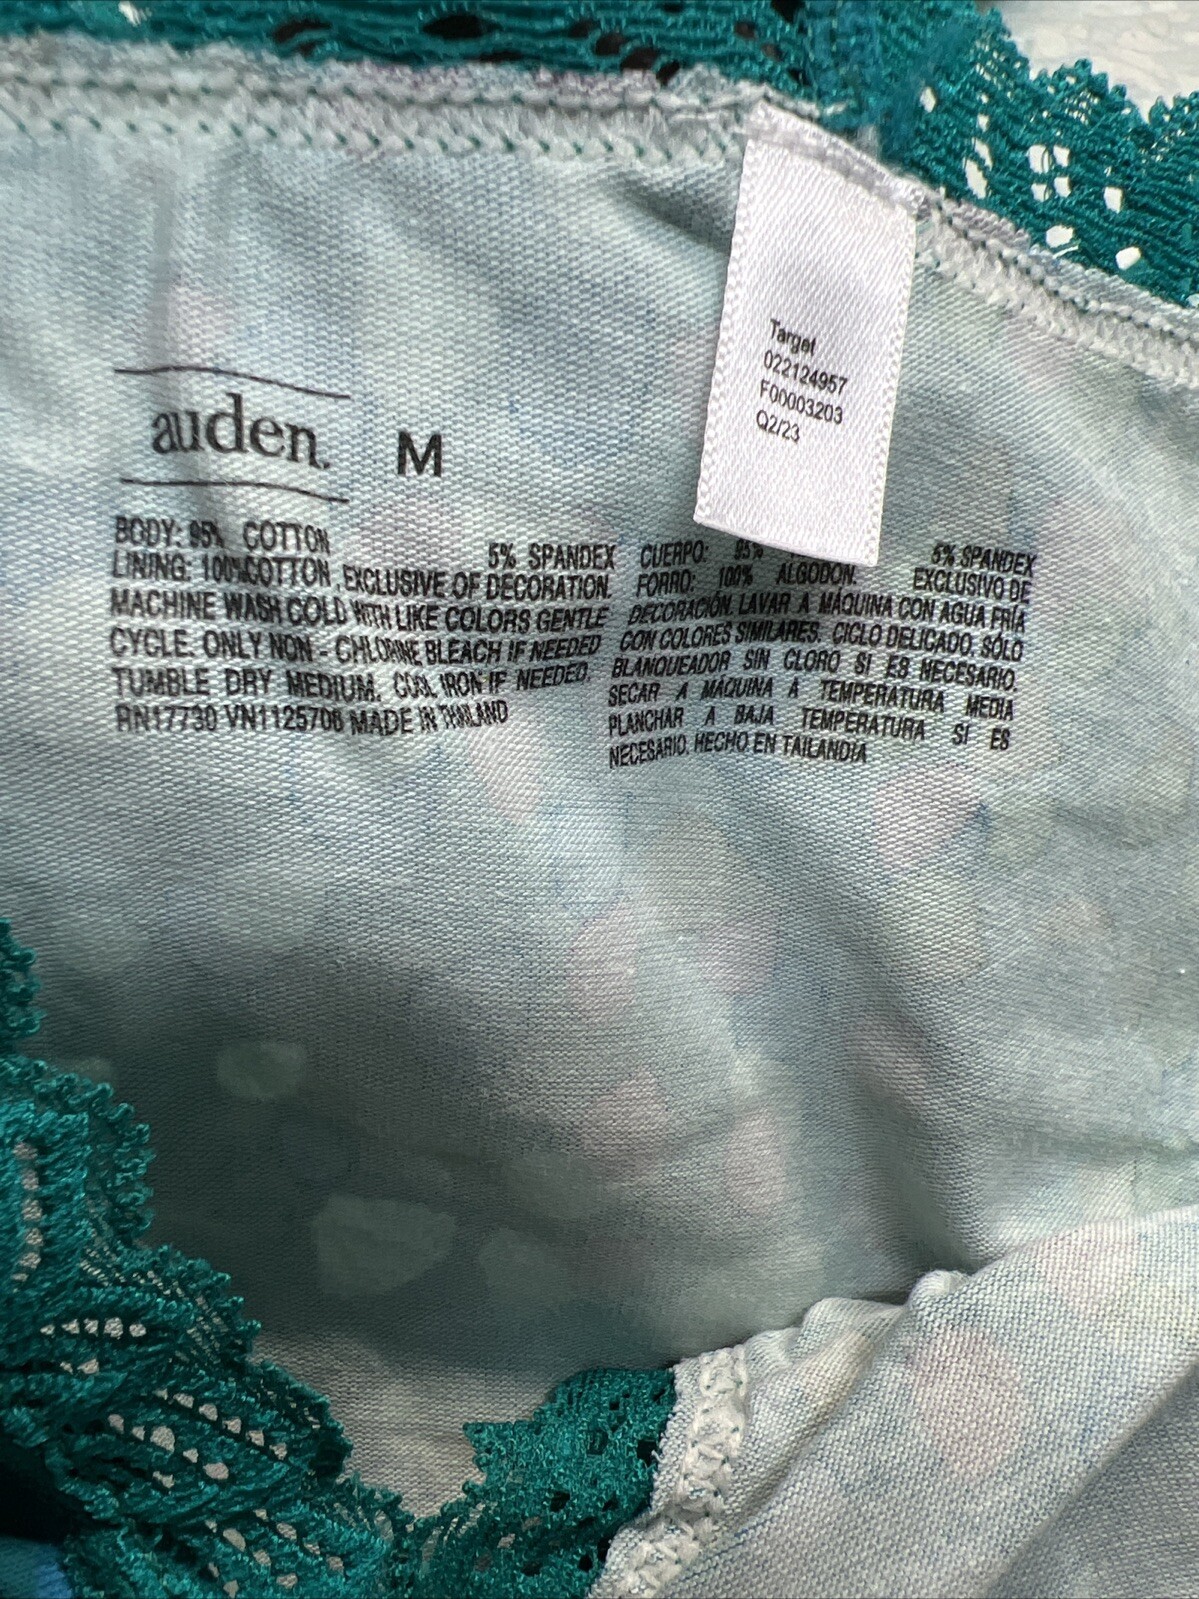 Target
022124957
F00003203
Q2/23
auden. M
BODY: 95% COTTON 5% SPANDEX
LINING: 100%COTTON .EXCLUSIVE OF DECORATION.
MACHINE WASH COLD WITH LIKE COLORS GENTLE
CYCLE. ONLY NON - CHLORINE BLEACH IF NEEDED
TUMBLE DRY MEDIUM. COOL IRON IF NEEDED.
RN17730 VN1125706 MADE IN THAILAND
CUERPO: 95% 5% SPANDEX
FORRO: 100% ALGODON. EXCLUSIVO DE
DECORACIÓN. LAVAR A MÁQUINA CON AGUA FRÍA
CON COLORES SIMILARES. CICLO DELICADO. SÓLO
BLANQUEADOR SIN CLORO SI ES NECESARIO.
SECAR A MÁQUINA A TEMPERATURA MEDIA
PLANCHAR A BAJA TEMPERATURA SI ES
NECESARIO. HECHO EN TAILANDIA